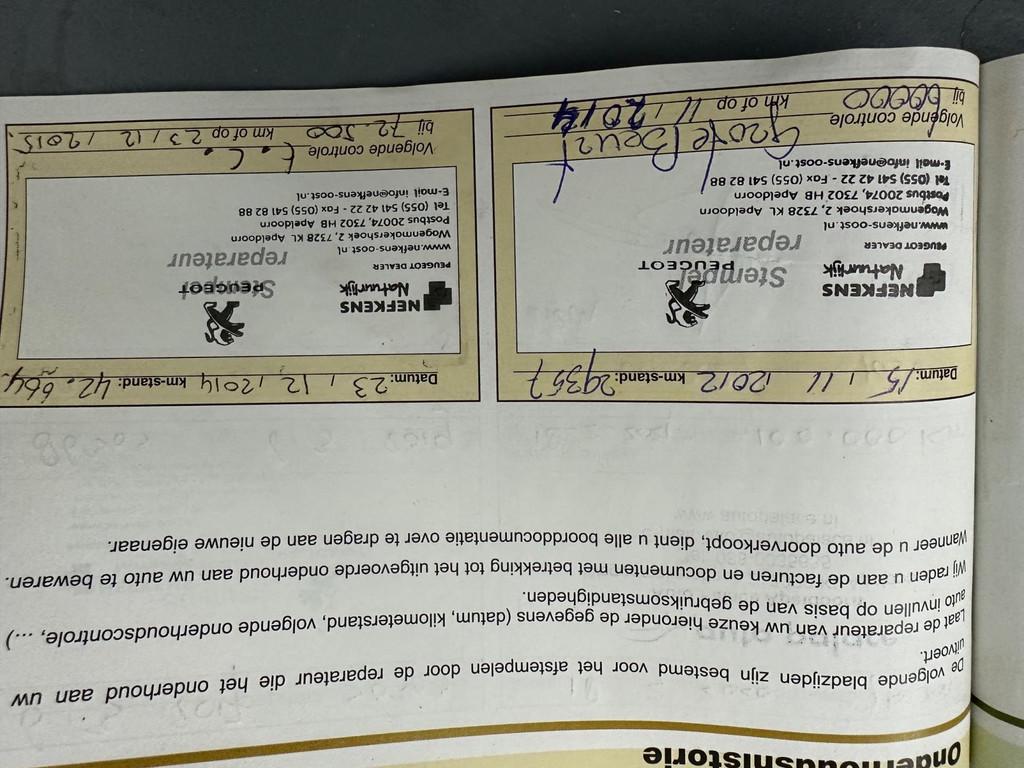 Onderhoudshistorie
De volgende bladzijden zijn bestemd voor het afstempelen door de reparateur die het onderhoud aan uw
uitvoert.
Laat de reparateur van uw keuze hieronder de gegevens (datum, kilometerstand, volgende onderhoudscontrole, ...)
auto invullen op basis van de gebruiksomstandigheden.
Wij raden u aan de facturen en documenten met betrekking tot het uitgevoerde onderhoud aan uw auto te bewaren.
Wanneer u de auto doorverkoopt, dient u alle boorddocumentatie over te dragen aan de nieuwe eigenaar.
Datum: 15 / 11 / 2012 km-stand: 29357
Stempel
reparateur
NEFKENS
Natuurlijk
PEUGEOT
PEUGEOT DEALER
www.nefkens-oost.nl
Wagenmakershoek 2, 7328 KL Apeldoorn
Postbus 20074, 7302 HB Apeldoorn
Tel (055) 541 42 22 - Fax (055) 541 82 88
E-mail info@nefkens-oost.nl
Grote Beurt
Volgende controle
bij 60000 km of op 11 / 2014
Datum: 23 / 12 / 2014 km-stand: 42.664
Stempel
reparateur
NEFKENS
Natuurlijk
PEUGEOT
PEUGEOT DEALER
www.nefkens-oost.nl
Wagenmakershoek 2, 7328 KL Apeldoorn
Postbus 20074, 7302 HB Apeldoorn
Tel (055) 541 42 22 - Fax (055) 541 82 88
E-mail info@nefkens-oost.nl
Volgende controle t.C.
bij 72.500 km of op 23 / 12 / 2015.